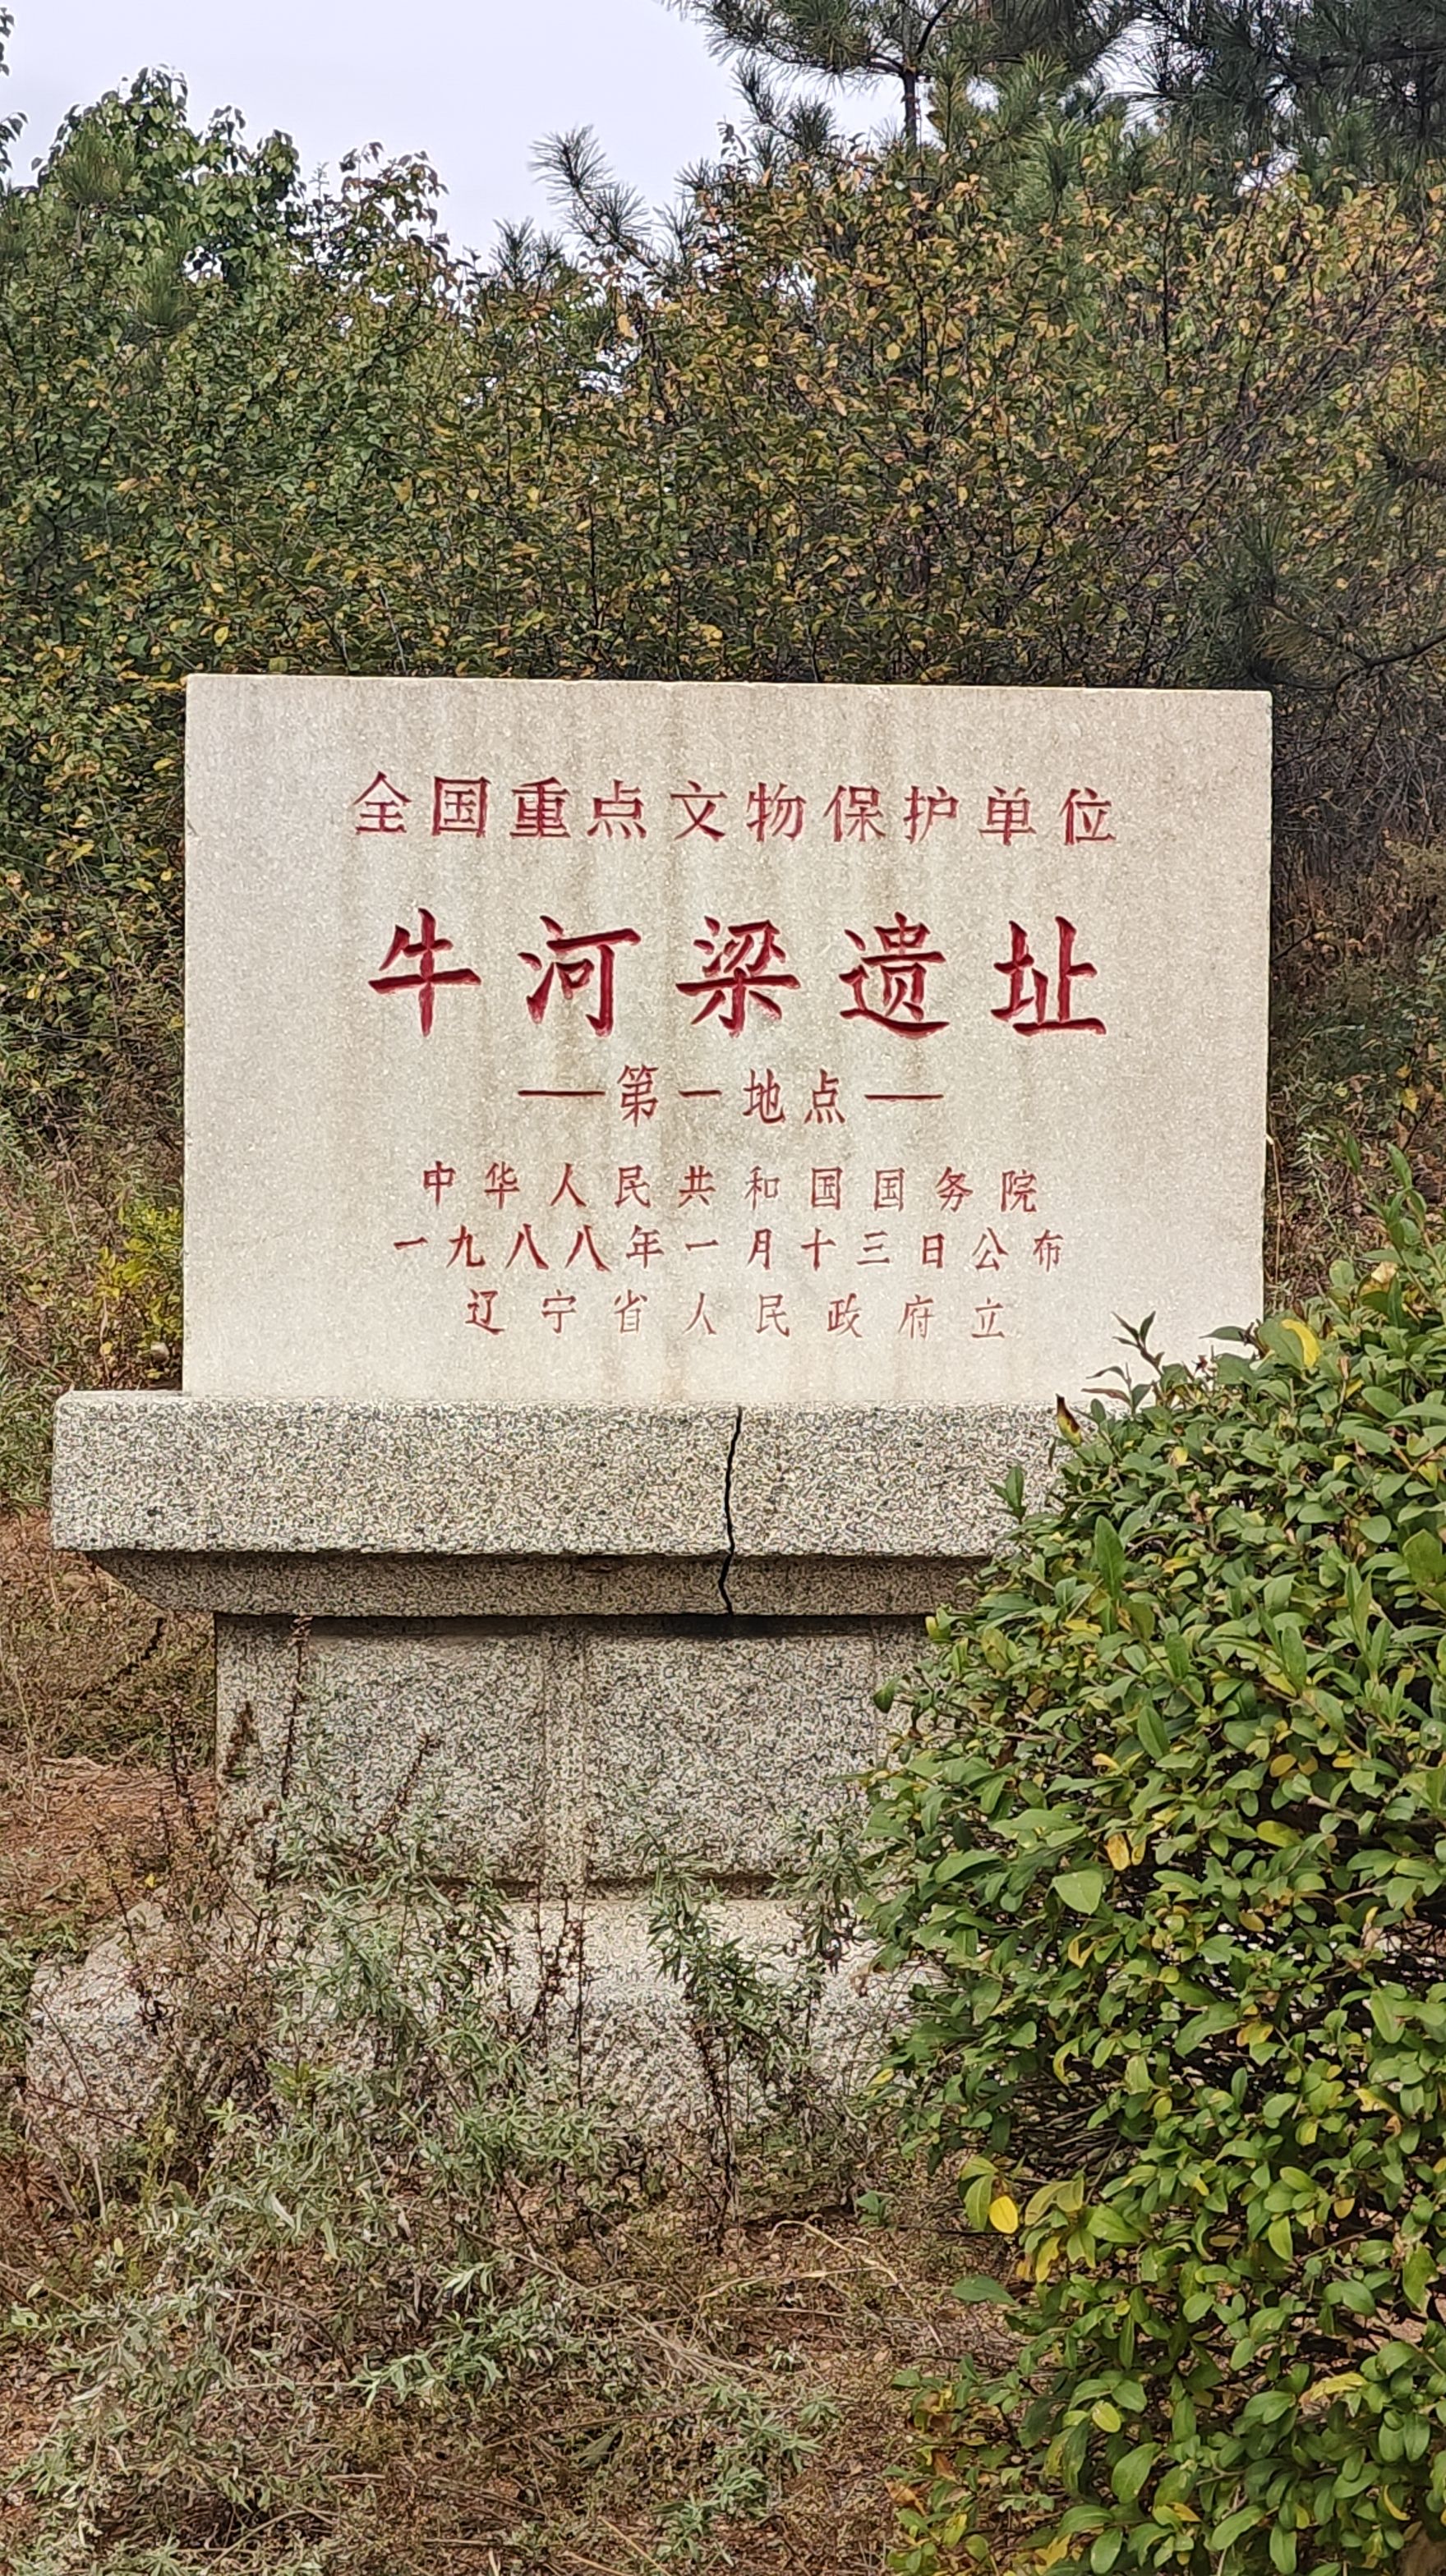 全国重点文物保护单位
牛河梁遗址
——第一地点——
中华人民共和国国务院
一九八八年一月十三日公布
辽宁省人民政府立